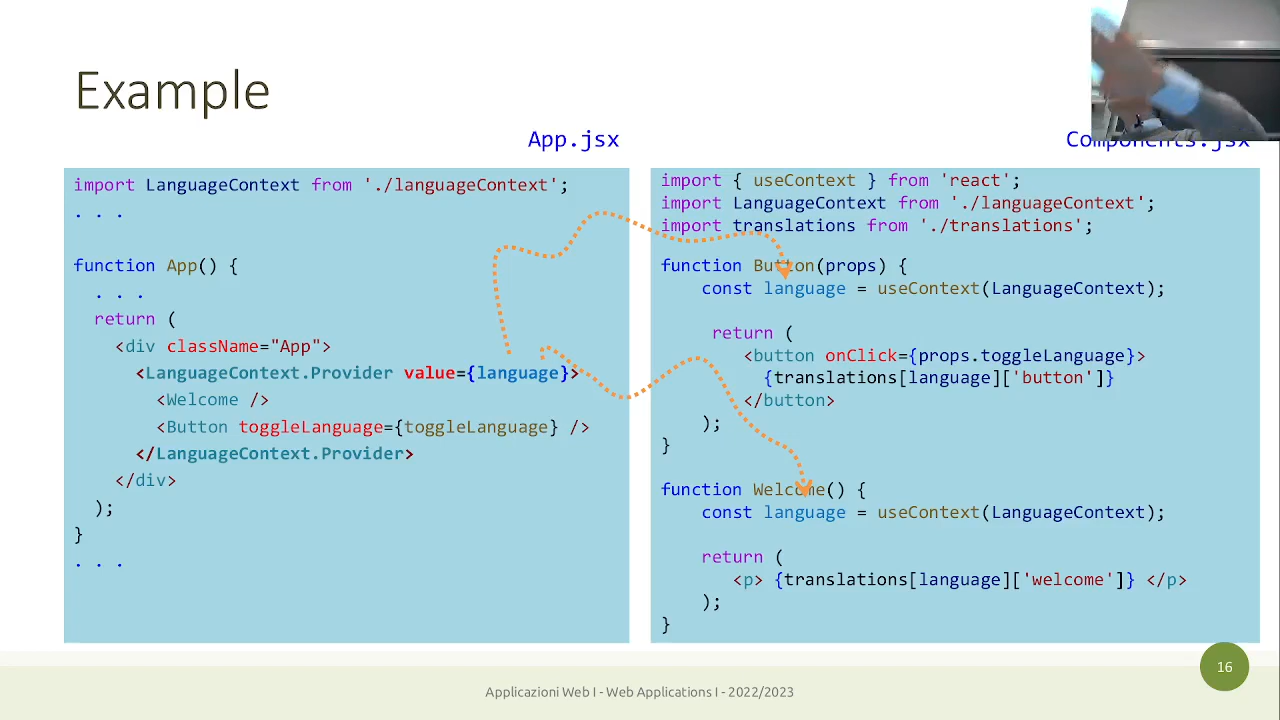 Example
App.jsx
import LanguageContext from './languageContext';
. . .
function App() {
. . .
return (
<div className="App">
<LanguageContext.Provider value={language}>
<Welcome />
<Button toggleLanguage={toggleLanguage} />
</LanguageContext.Provider>
</div>
);
}
. . .
Components.jsx
import { useContext } from 'react';
import LanguageContext from './languageContext';
import translations from './translations';
function Button(props) {
const language = useContext(LanguageContext);
return (
<button onClick={props.toggleLanguage}>
{translations[language]['button']}
</button>
);
}
function Welcome() {
const language = useContext(LanguageContext);
return (
<p> {translations[language]['welcome']} </p>
);
}
16
Applicazioni Web I - Web Applications I - 2022/2023